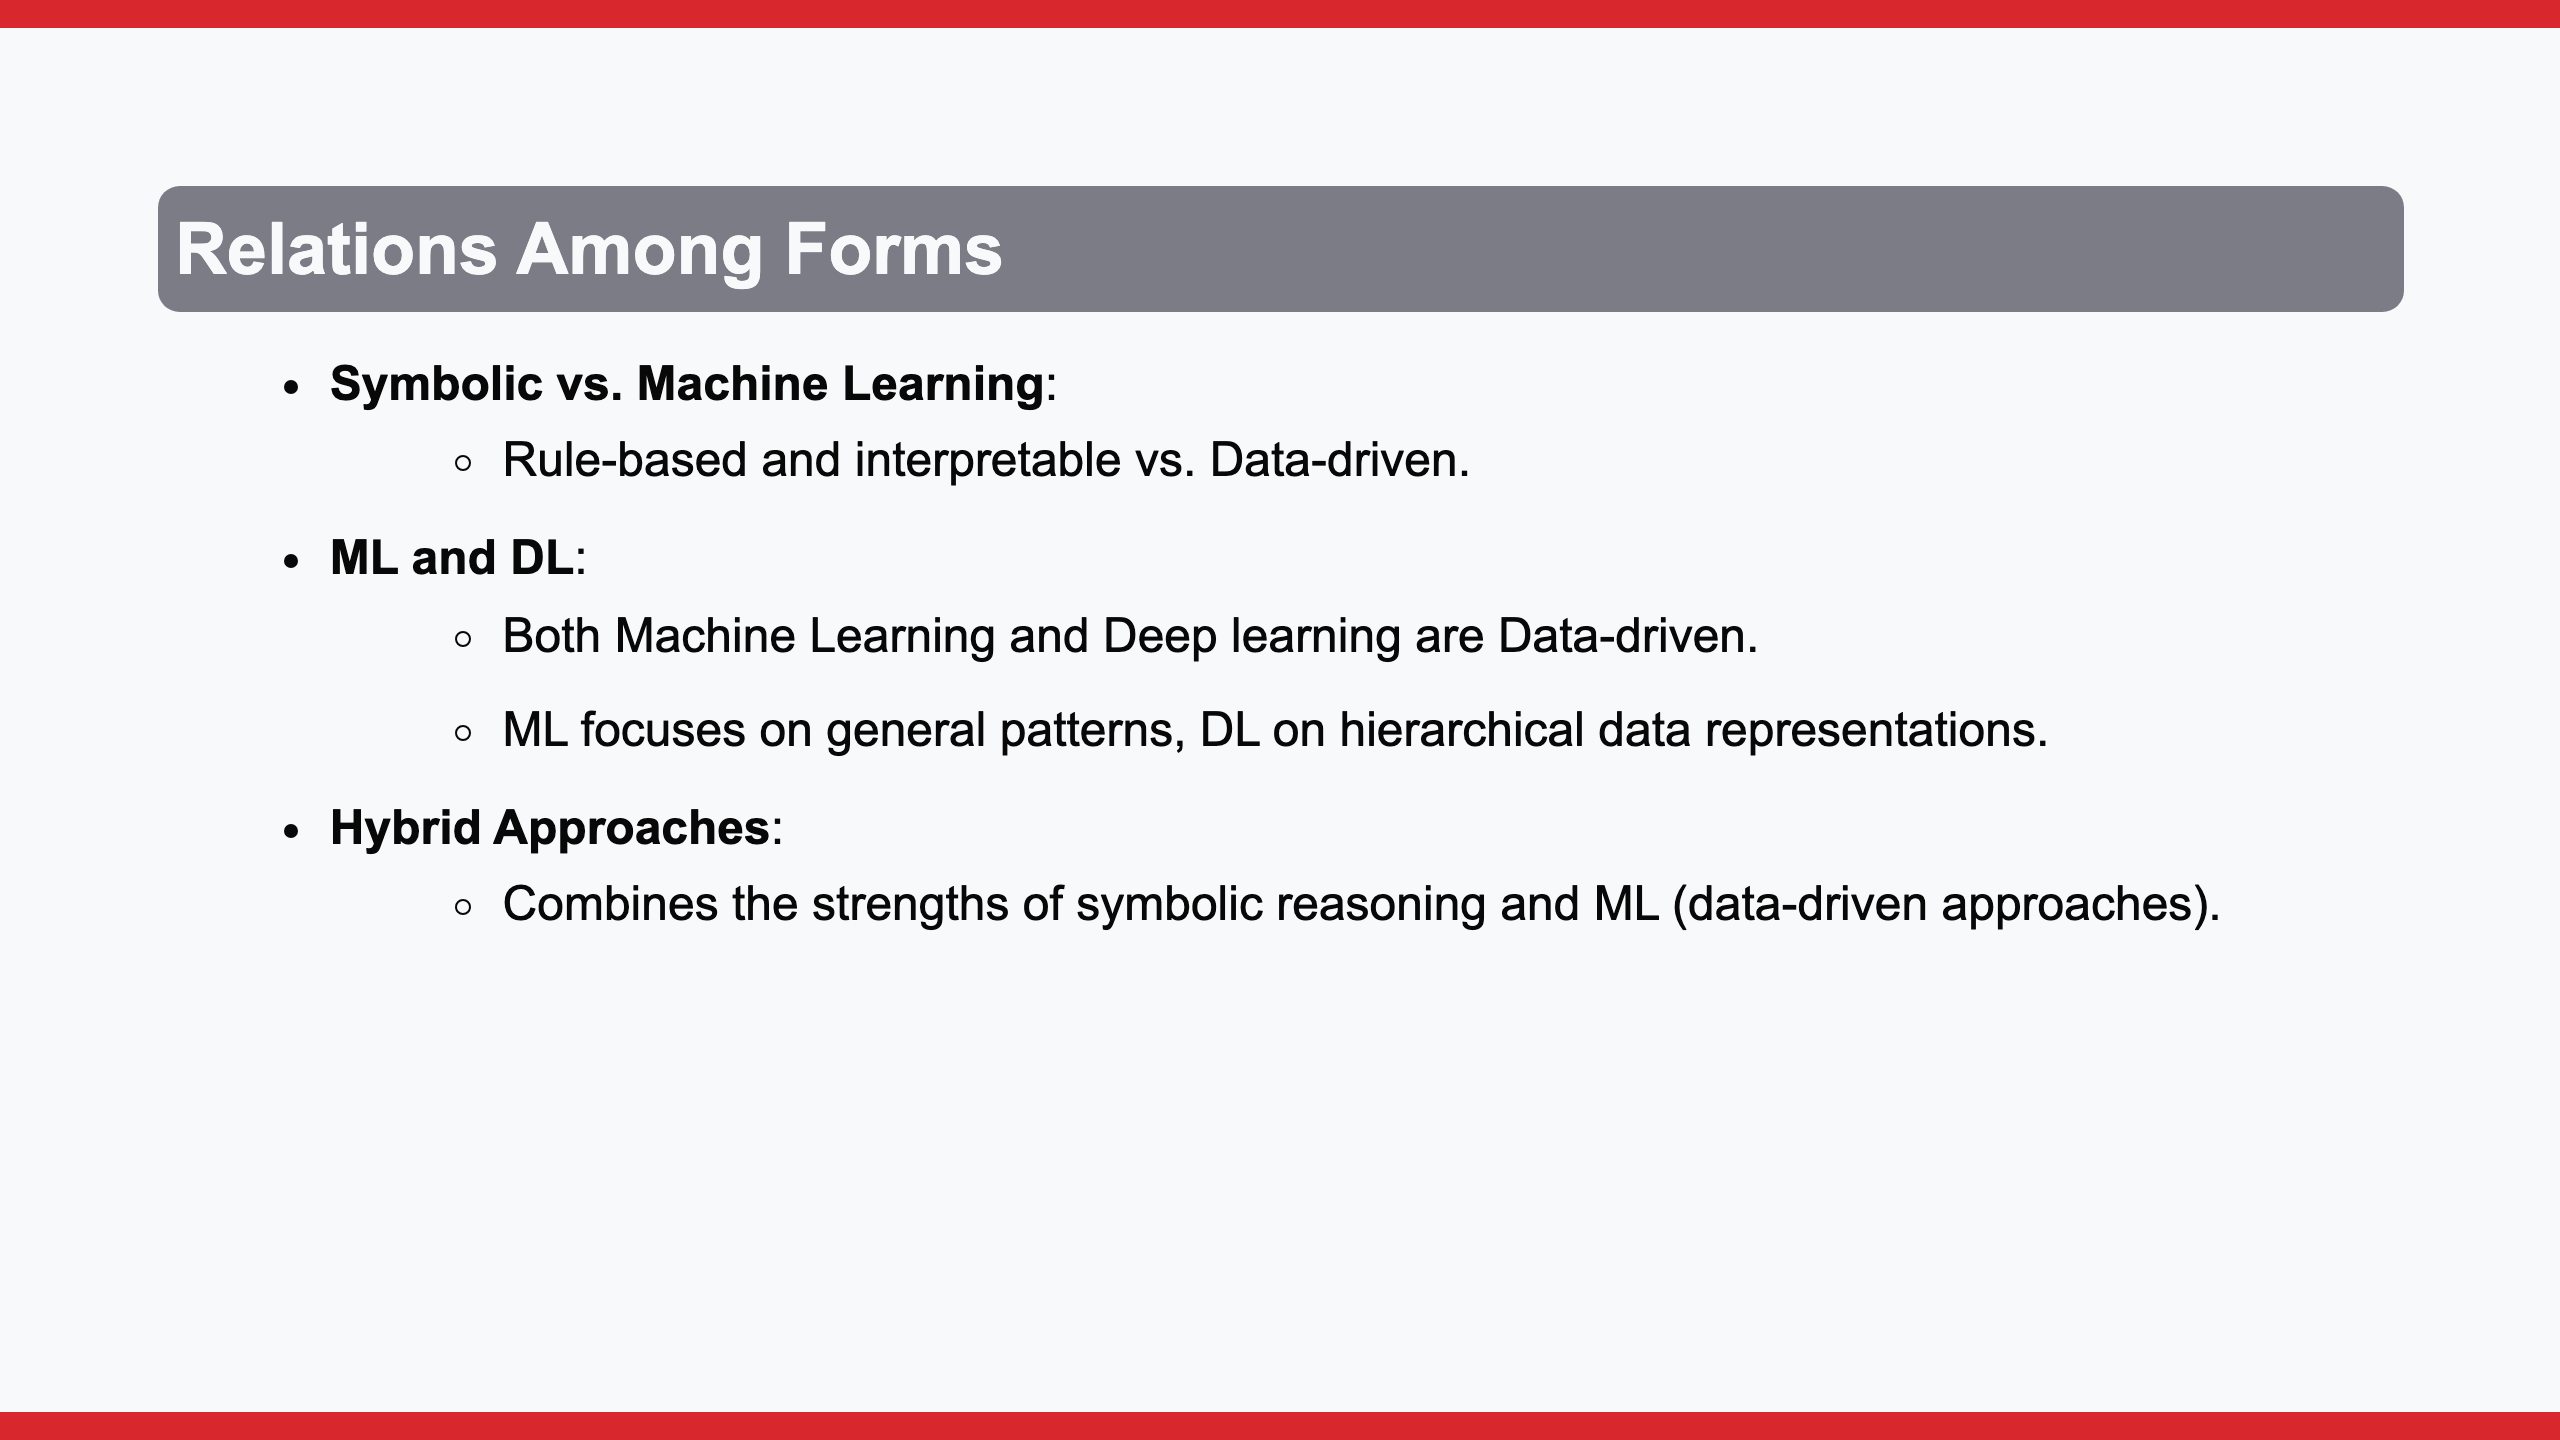 Relations Among Forms
• Symbolic vs. Machine Learning:
○ Rule-based and interpretable vs. Data-driven.
• ML and DL:
○ Both Machine Learning and Deep learning are Data-driven.
○ ML focuses on general patterns, DL on hierarchical data representations.
• Hybrid Approaches:
○ Combines the strengths of symbolic reasoning and ML (data-driven approaches).